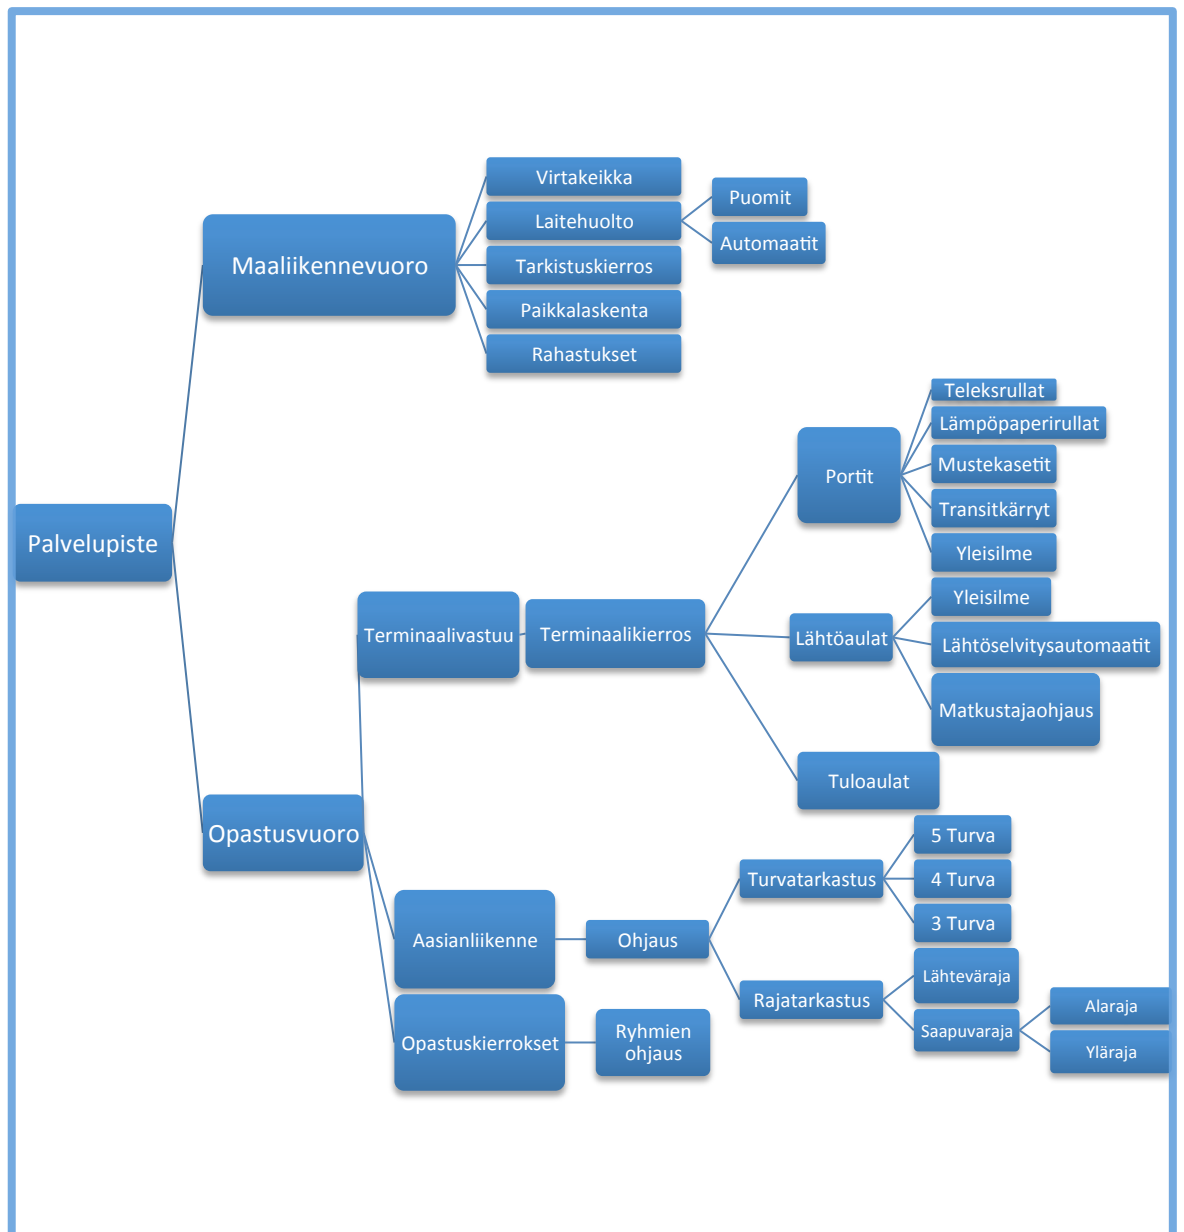 Palvelupiste
Maaliikennevuoro
Virtakeikka
Laitehuolto
Puomit
Automaatit
Tarkistuskierros
Paikkalaskenta
Rahastukset
Opastusvuoro
Terminaalivastuu
Terminaalikierros
Portit
Teleksrullat
Lämpöpaperirullat
Mustekasetit
Transitkärryt
Yleisilme
Lähtöaulat
Yleisilme
Lähtöselvitysautomaatit
Matkustajaohjaus
Tuloaulat
Aasianliikenne
Ohjaus
Turvatarkastus
5 Turva
4 Turva
3 Turva
Rajatarkastus
Lähteväraja
Saapuvaraja
Alaraja
Yläraja
Opastuskierrokset
Ryhmien
ohjaus